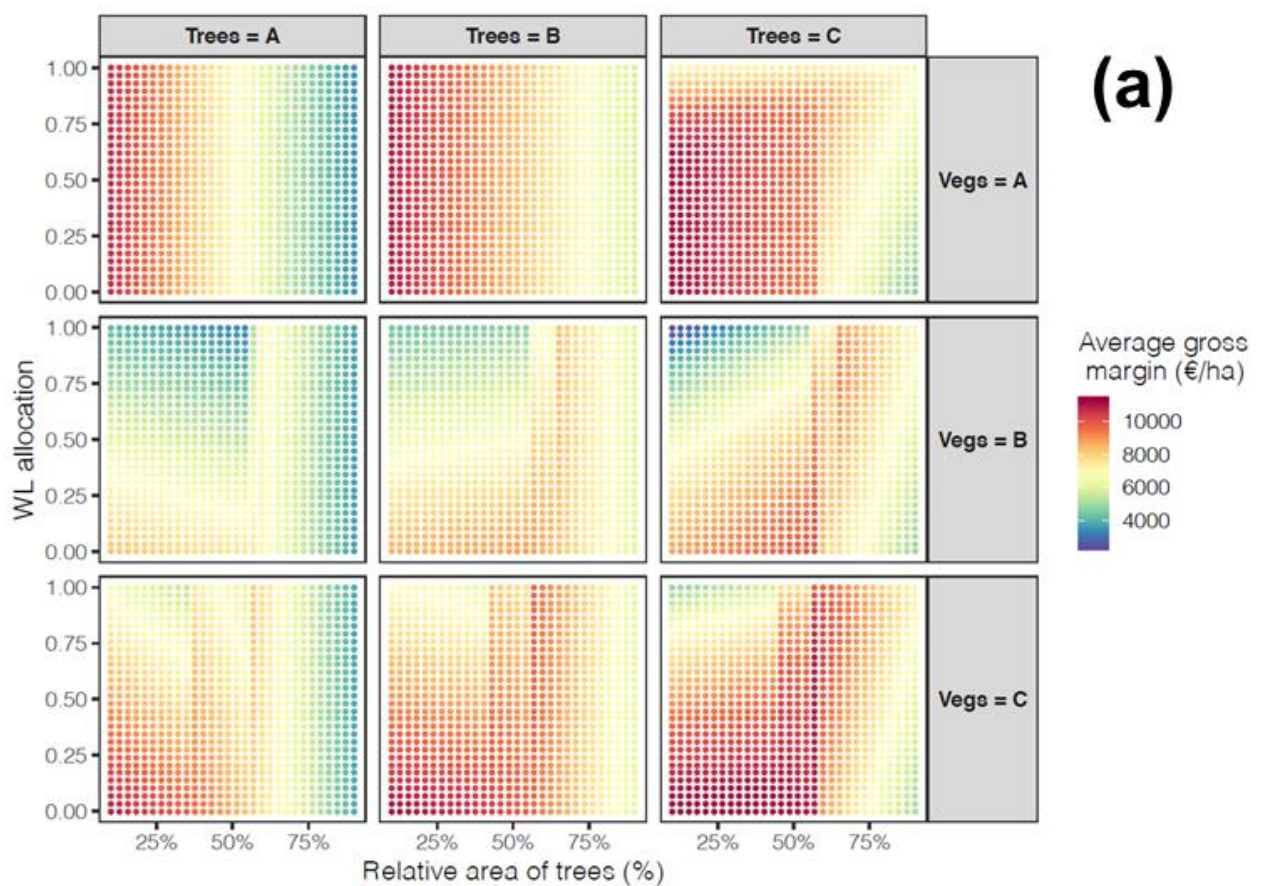 Trees = A
Trees = B
Trees = C
(a)
1.00
0.75
0.50
0.25
0.00
Vegs = A
WL allocation
1.00
0.75
0.50
0.25
0.00
Vegs = B
Average gross
margin (€/ha)
10000
8000
6000
4000
1.00
0.75
0.50
0.25
0.00
Vegs = C
25% 50% 75%
25% 50% 75%
25% 50% 75%
Relative area of trees (%)